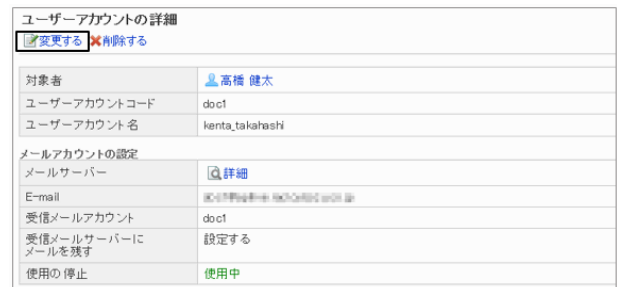 ユーザーアカウントの詳細
変更する 削除する
対象者 高橋 健太
ユーザーアカウントコード doc1
ユーザーアカウント名 kenta_takahashi
メールアカウントの設定
メールサーバー 詳細
E-mail
受信メールアカウント doc1
受信メールサーバーに 設定する
メールを残す
使用の停止 使用中